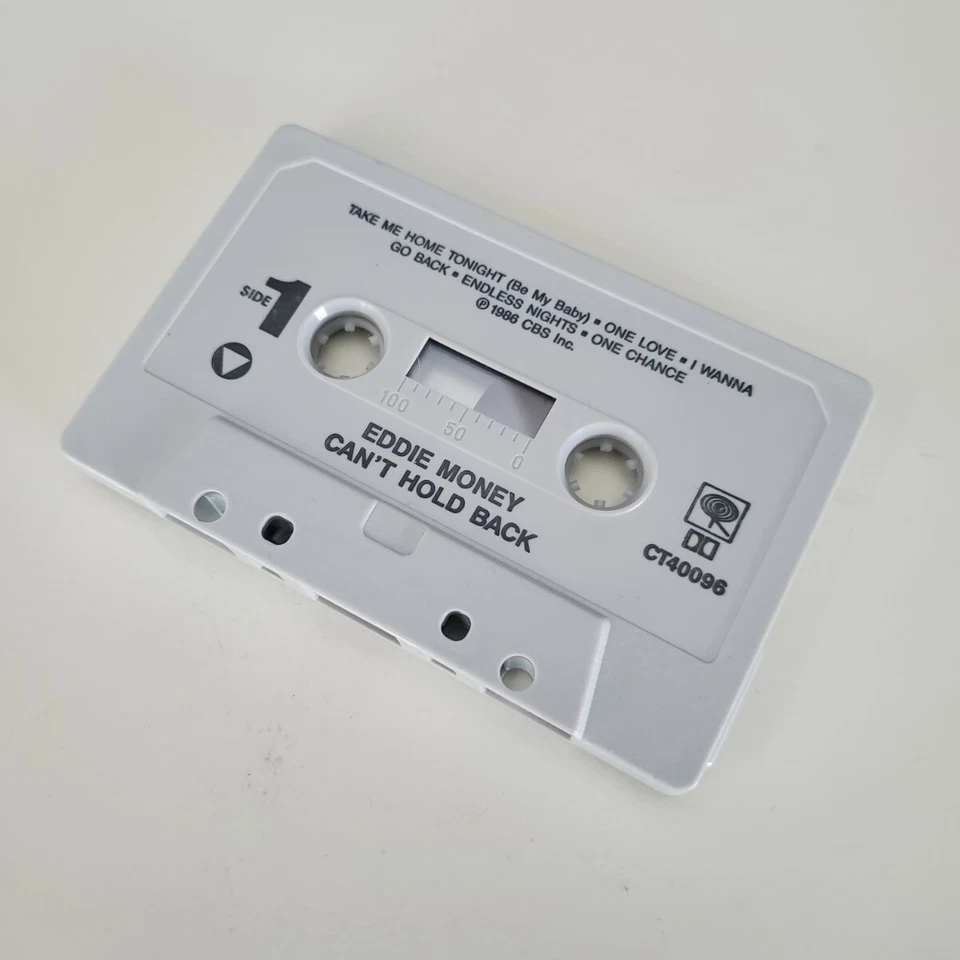 TAKE ME HOME TONIGHT (Be My Baby) ▪ ONE LOVE ▪ I WANNA
GO BACK ▪ ENDLESS NIGHTS ▪ ONE CHANCE
℗ 1986 CBS Inc.
SIDE 1
100 50 0
EDDIE MONEY
CAN'T HOLD BACK
CT40096